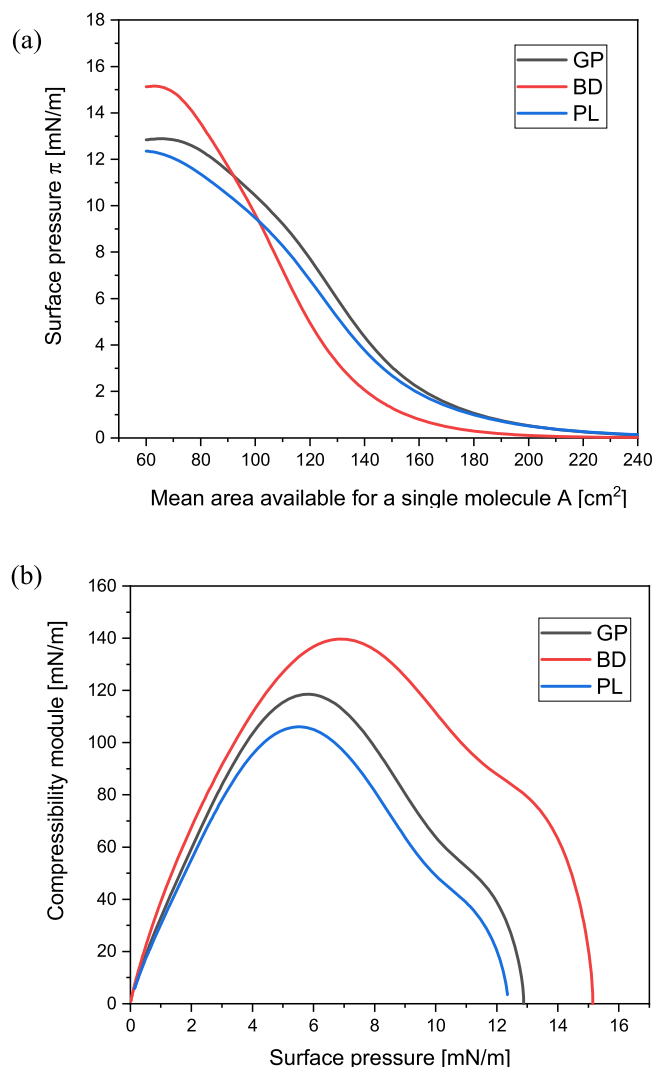 (a)
18
16
14
12
10
8
6
4
2
0
Surface pressure π [mN/m]
GP
BD
PL
60 80 100 120 140 160 180 200 220 240
Mean area available for a single molecule A [cm²]
(b)
160
140
120
100
80
60
40
20
0
Compressibility module [mN/m]
GP
BD
PL
0 2 4 6 8 10 12 14 16
Surface pressure [mN/m]